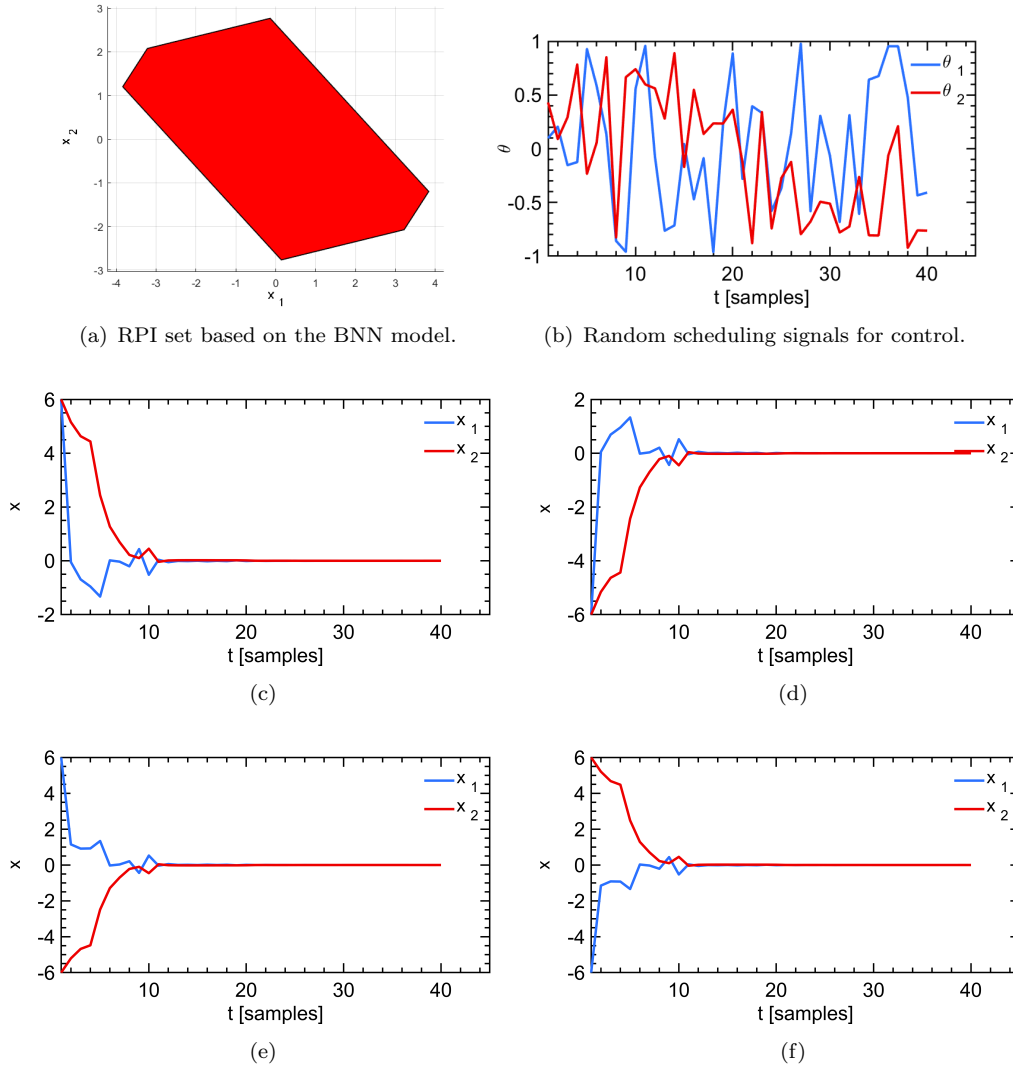 3
2
1
0
-1
-2
-3
x 2
-4 -3 -2 -1 0 1 2 3 4
x 1
(a) RPI set based on the BNN model.
1
0.5
0
-0.5
-1
θ
θ 1
θ 2
10 20 30 40
t [samples]
(b) Random scheduling signals for control.
6
4
2
0
-2
x
x 1
x 2
10 20 30 40
t [samples]
(c)
2
0
-2
-4
-6
x
x 1
x 2
10 20 30 40
t [samples]
(d)
6
4
2
0
-2
-4
-6
x
x 1
x 2
10 20 30 40
t [samples]
(e)
6
4
2
0
-2
-4
-6
x
x 1
x 2
10 20 30 40
t [samples]
(f)